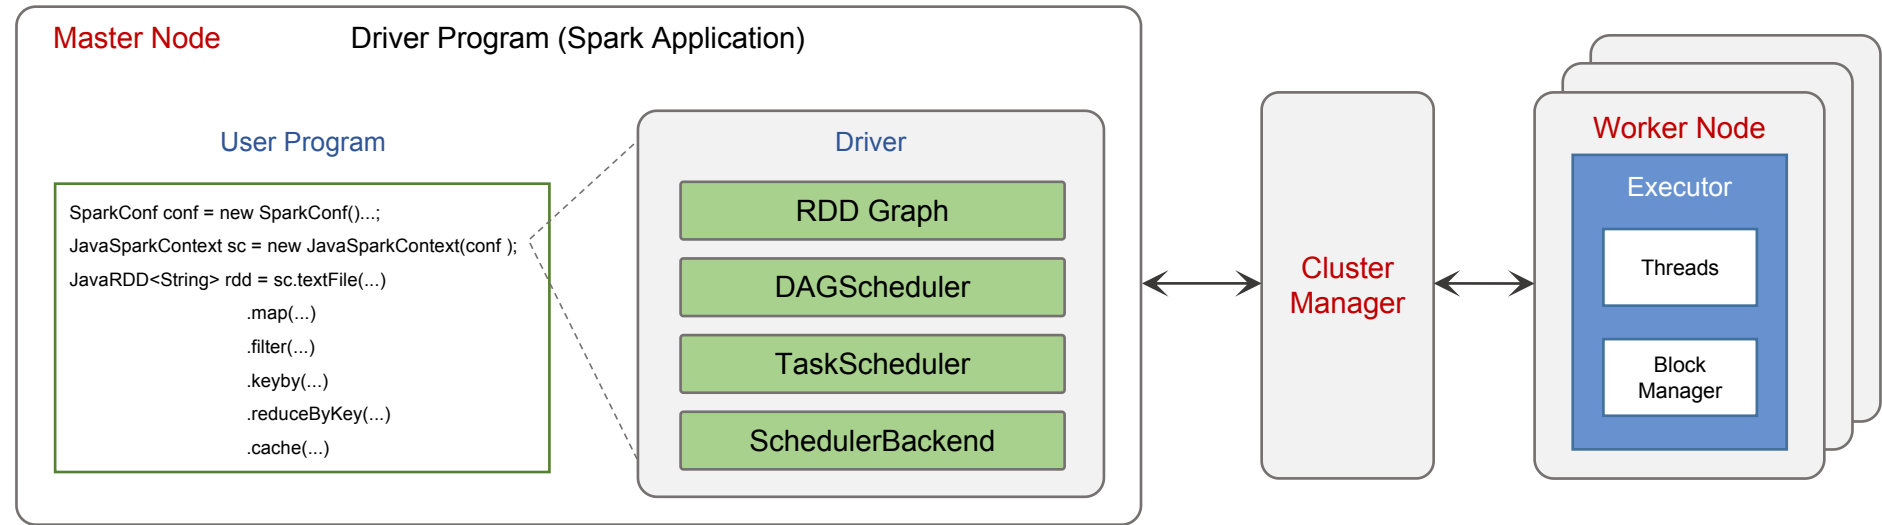 Master Node
Driver Program (Spark Application)
User Program
SparkConf conf = new SparkConf()...;
JavaSparkContext sc = new JavaSparkContext(conf );
JavaRDD<String> rdd = sc.textFile(...)
.map(...)
.filter(...)
.keyby(...)
.reduceByKey(...)
.cache(...)
Driver
RDD Graph
DAGScheduler
TaskScheduler
SchedulerBackend
Cluster
Manager
Worker Node
Executor
Threads
Block
Manager